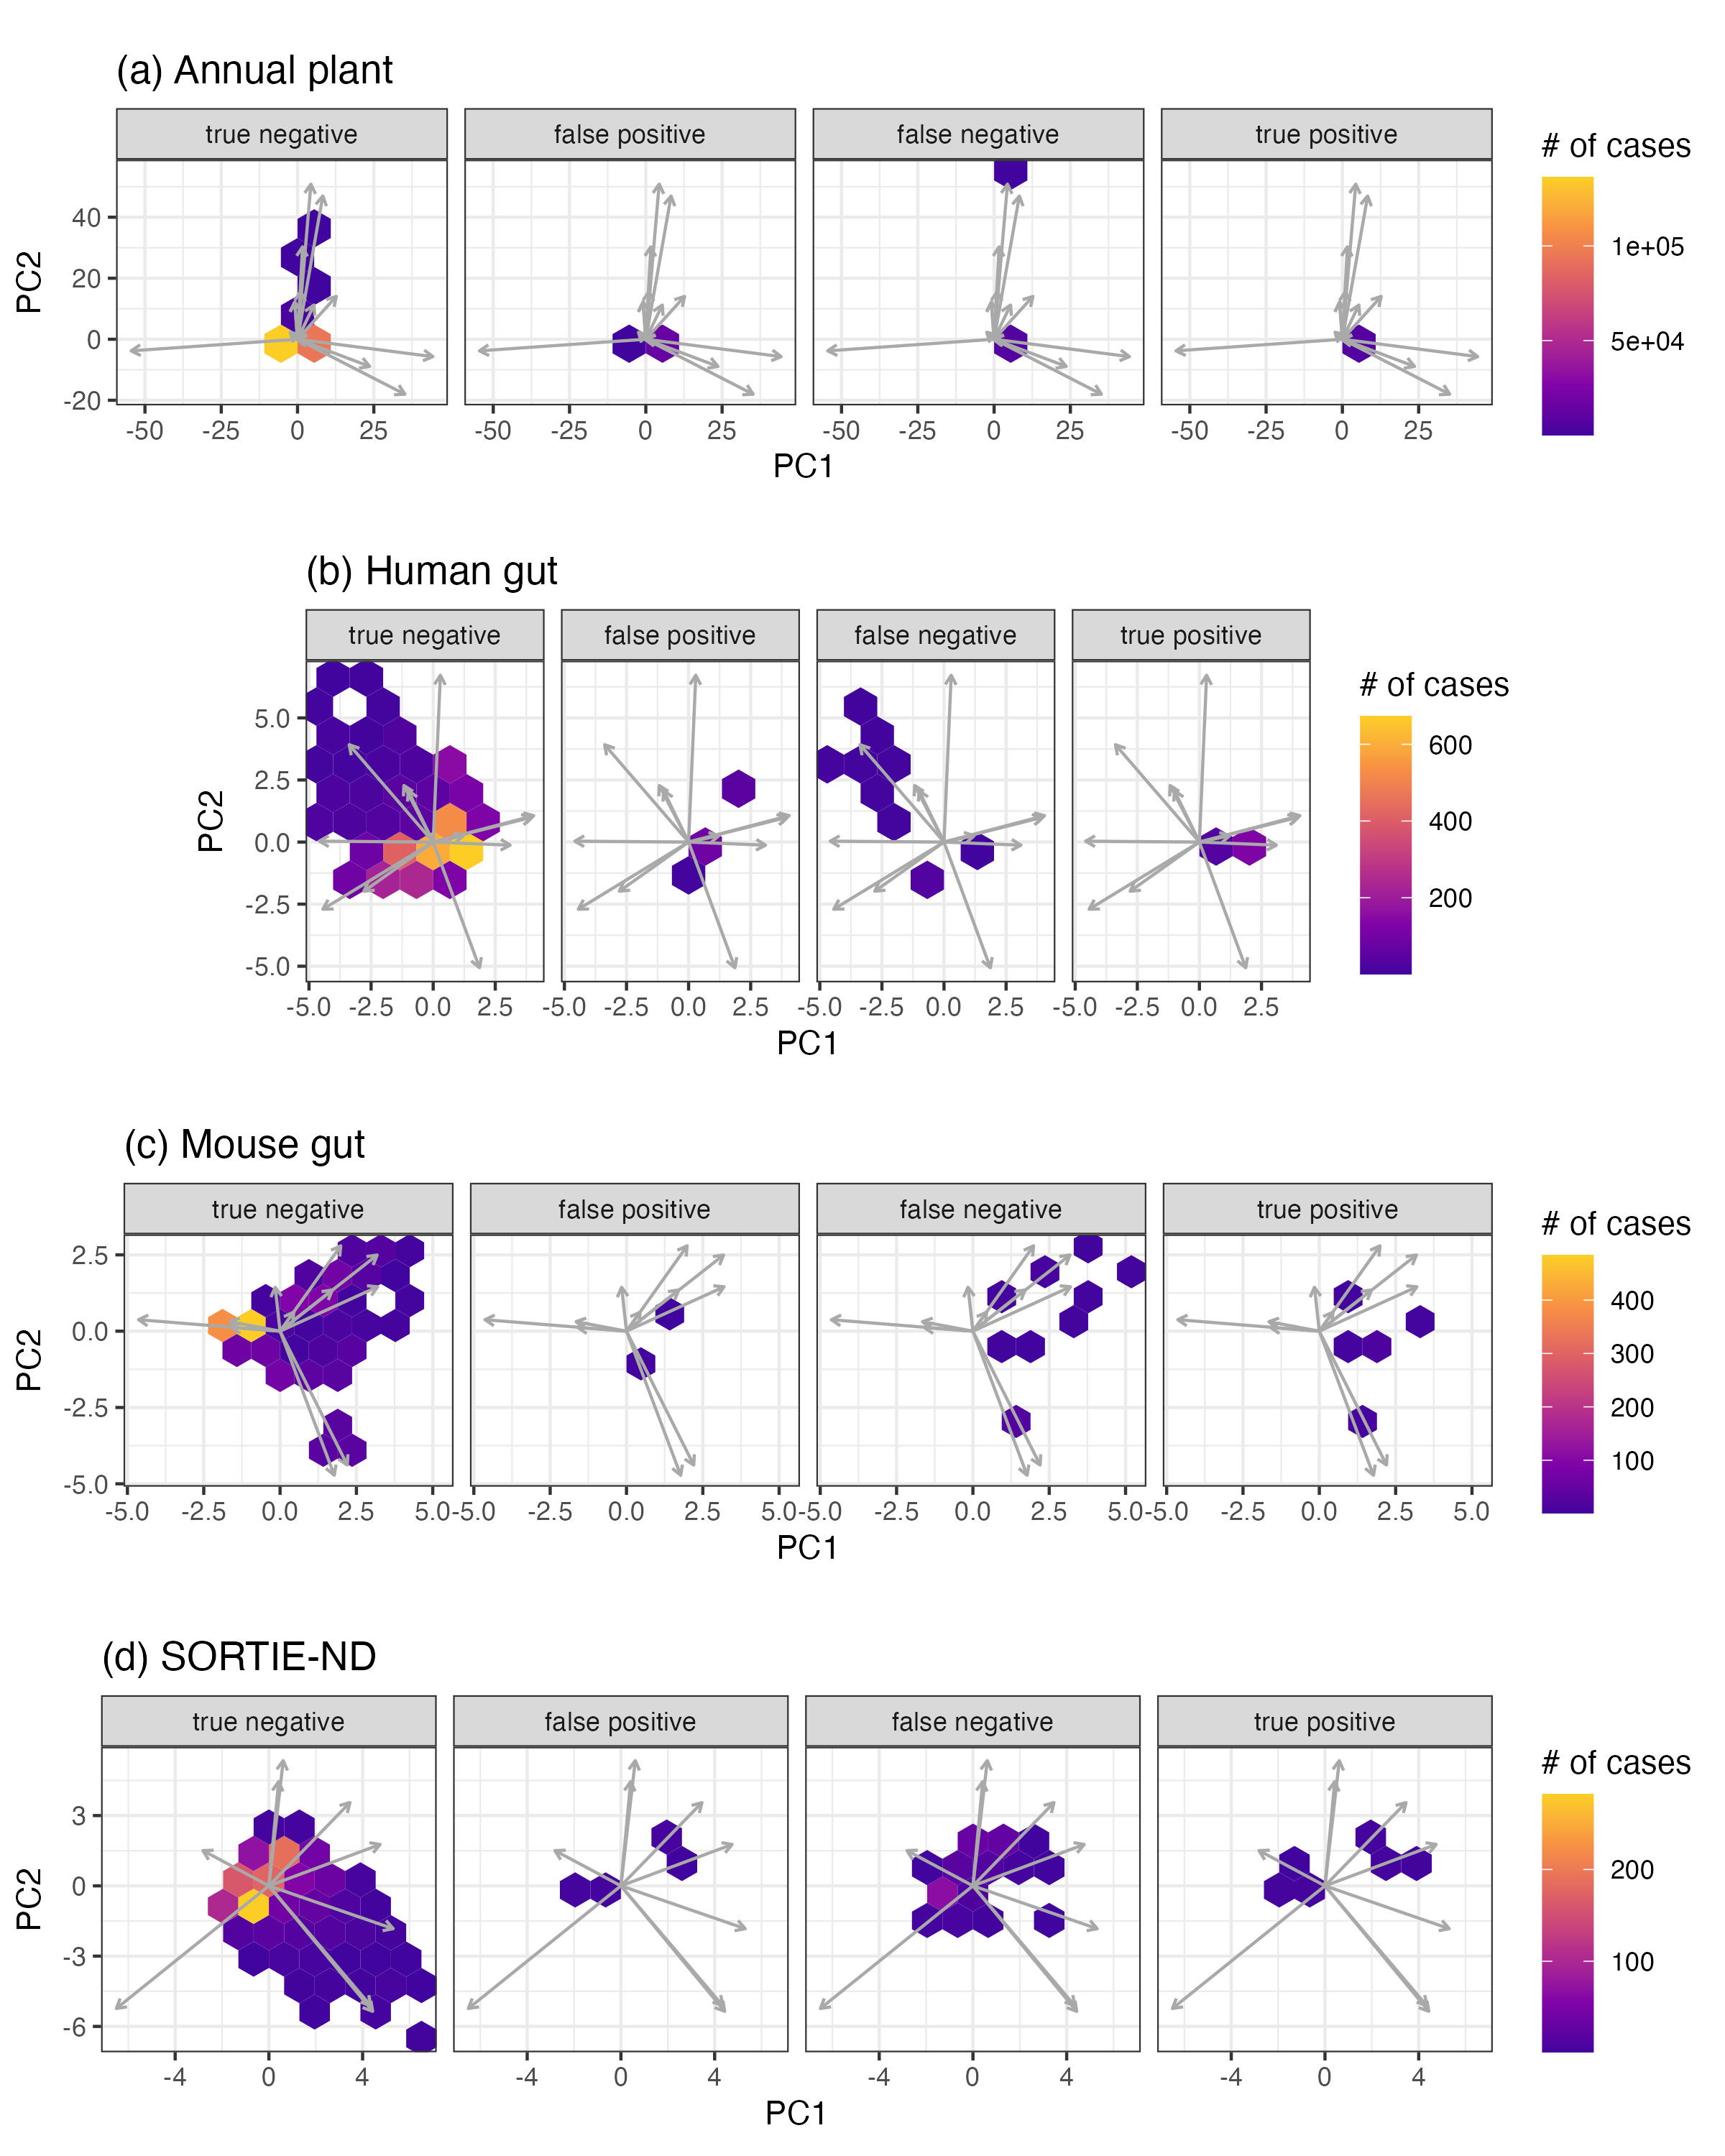 (a) Annual plant
true negative false positive false negative true positive
# of cases
1e+05
5e+04
PC2
40
20
0
-20
-50 -25 0 25 -50 -25 0 25 -50 -25 0 25 -50 -25 0 25
PC1
(b) Human gut
true negative false positive false negative true positive
# of cases
600
400
200
PC2
5.0
2.5
0.0
-2.5
-5.0
-5.0 -2.5 0.0 2.5 -5.0 -2.5 0.0 2.5 -5.0 -2.5 0.0 2.5 -5.0 -2.5 0.0 2.5
PC1
(c) Mouse gut
true negative false positive false negative true positive
# of cases
400
300
200
100
PC2
2.5
0.0
-2.5
-5.0
-5.0 -2.5 0.0 2.5 5.0 -5.0 -2.5 0.0 2.5 5.0 -5.0 -2.5 0.0 2.5 5.0 -5.0 -2.5 0.0 2.5 5.0
PC1
(d) SORTIE-ND
true negative false positive false negative true positive
# of cases
200
100
PC2
3
0
-3
-6
-4 0 4 -4 0 4 -4 0 4 -4 0 4
PC1